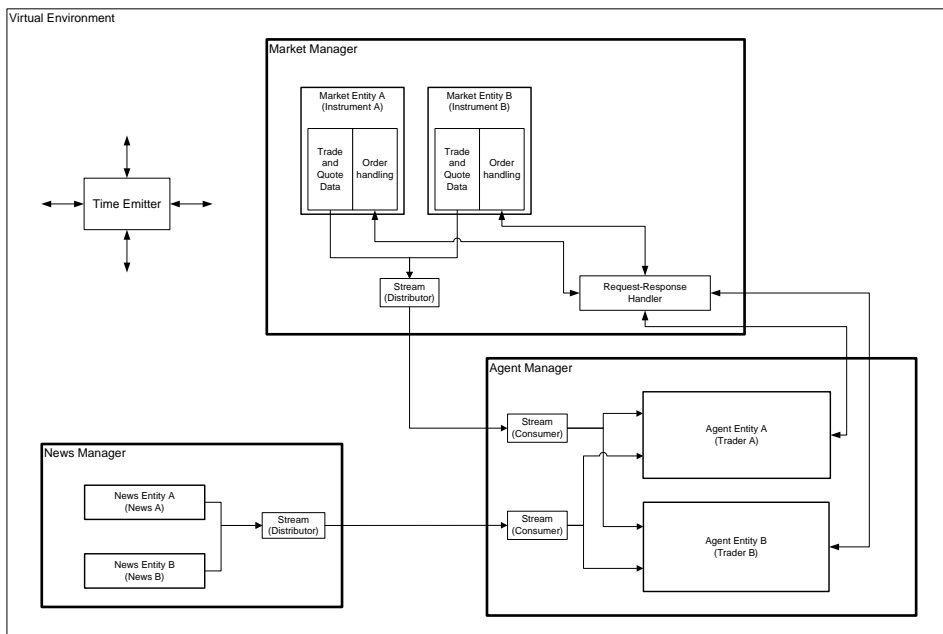 Virtual Environment
Market Manager
Market Entity A
(Instrument A)
Trade
and
Quote
Data
Order
handling
Market Entity B
(Instrument B)
Trade
and
Quote
Data
Order
handling
Time Emitter
Stream
(Distributor)
Request-Response
Handler
Agent Manager
Stream
(Consumer)
Agent Entity A
(Trader A)
Stream
(Consumer)
Agent Entity B
(Trader B)
News Manager
News Entity A
(News A)
Stream
(Distributor)
News Entity B
(News B)